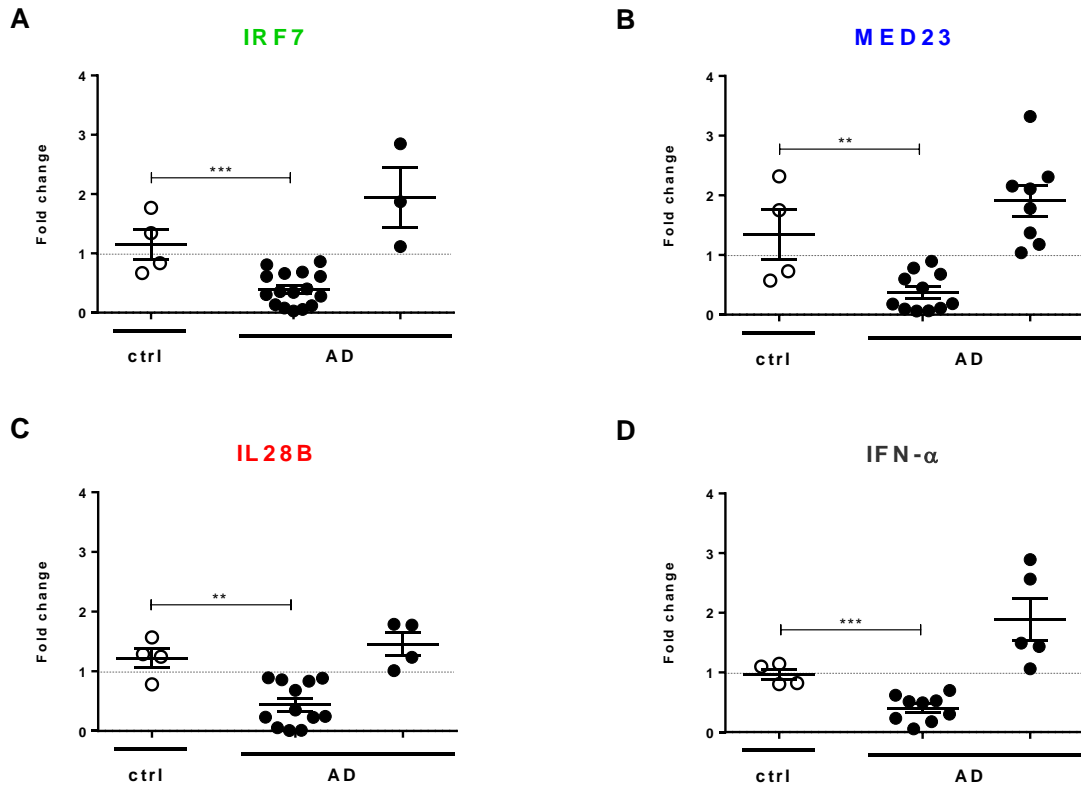 A
IRF7
Fold change
4
3
2
1
0
***
ctrl
AD
B
MED23
Fold change
4
3
2
1
0
**
ctrl
AD
C
IL28B
Fold change
4
3
2
1
0
**
ctrl
AD
D
IFN-α
Fold change
4
3
2
1
0
***
ctrl
AD